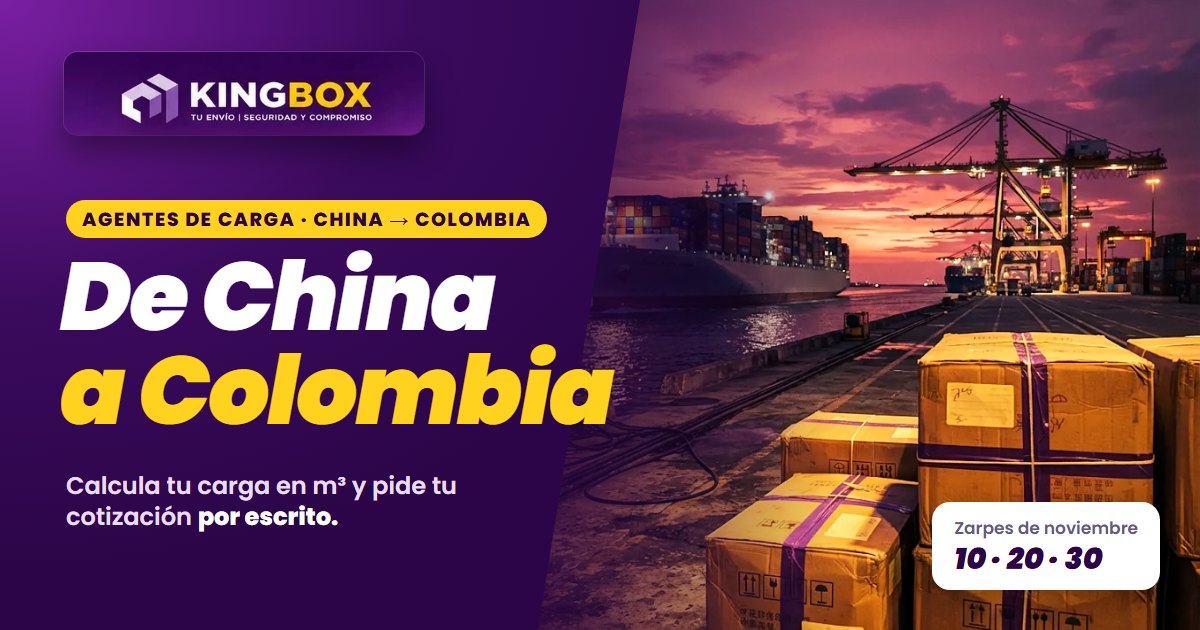 KINGBOX
TU ENVÍO | SEGURIDAD Y COMPROMISO
AGENTES DE CARGA · CHINA → COLOMBIA
De China
a Colombia
Calcula tu carga en m³ y pide tu
cotización por escrito.
Zarpes de noviembre
10 · 20 · 30